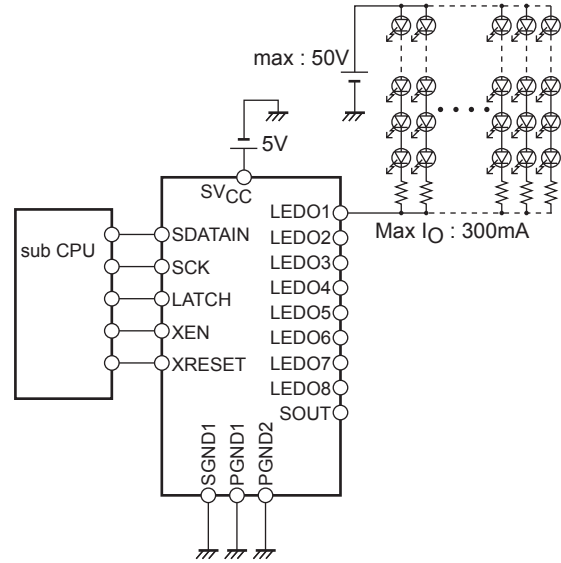 max : 50V
5V
SVCC
LEDO1
Max IO : 300mA
sub CPU
SDATAIN
LEDO2
SCK
LEDO3
LATCH
LEDO4
XEN
LEDO5
XRESET
LEDO6
LEDO7
LEDO8
SOUT
SGND1
PGND1
PGND2